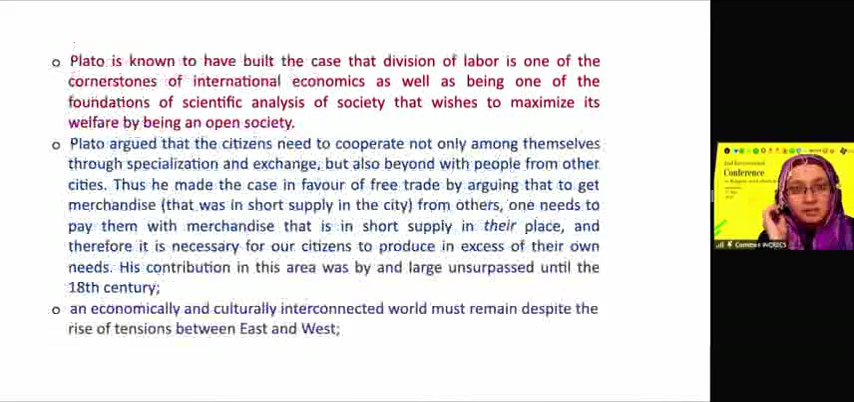 Plato is known to have built the case that division of labor is one of the
cornerstones of international economics as well as being one of the
foundations of scientific analysis of society that wishes to maximize its
welfare by being an open society.
Plato argued that the citizens need to cooperate not only among themselves
through specialization and exchange, but also beyond with people from other
cities. Thus he made the case in favour of free trade by arguing that to get
merchandise (that was in short supply in the city) from others, one needs to
pay them with merchandise that is in short supply in their place, and
therefore it is necessary for our citizens to produce in excess of their own
needs. His contribution in this area was by and large unsurpassed until the
18th century;
an economically and culturally interconnected world must remain despite the
rise of tensions between East and West;
Conference